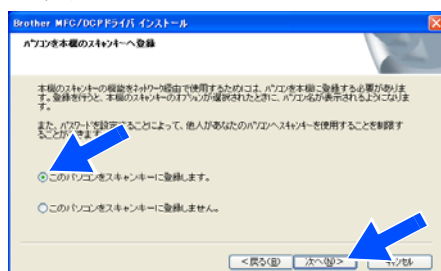 Brother MFC/DCPドライバ インストール
パソコンを本機のスキャンキーへ登録
本機のスキャンキーの機能をネットワーク経由で使用するためには、パソコンを本機に登録する必要がありま
す。登録を行うと、本機のスキャンキーのオプションが選択されたときに、パソコン名が表示されるようになりま
す。
また、パスワードを設定することによって、他人があなたのパソコンへスキャンキーを使用することを制限す
ることができます
このパソコンをスキャンキーに登録します。
このパソコンをスキャンキーに登録しません。
<戻る(B) 次へ(N)> キャンセル